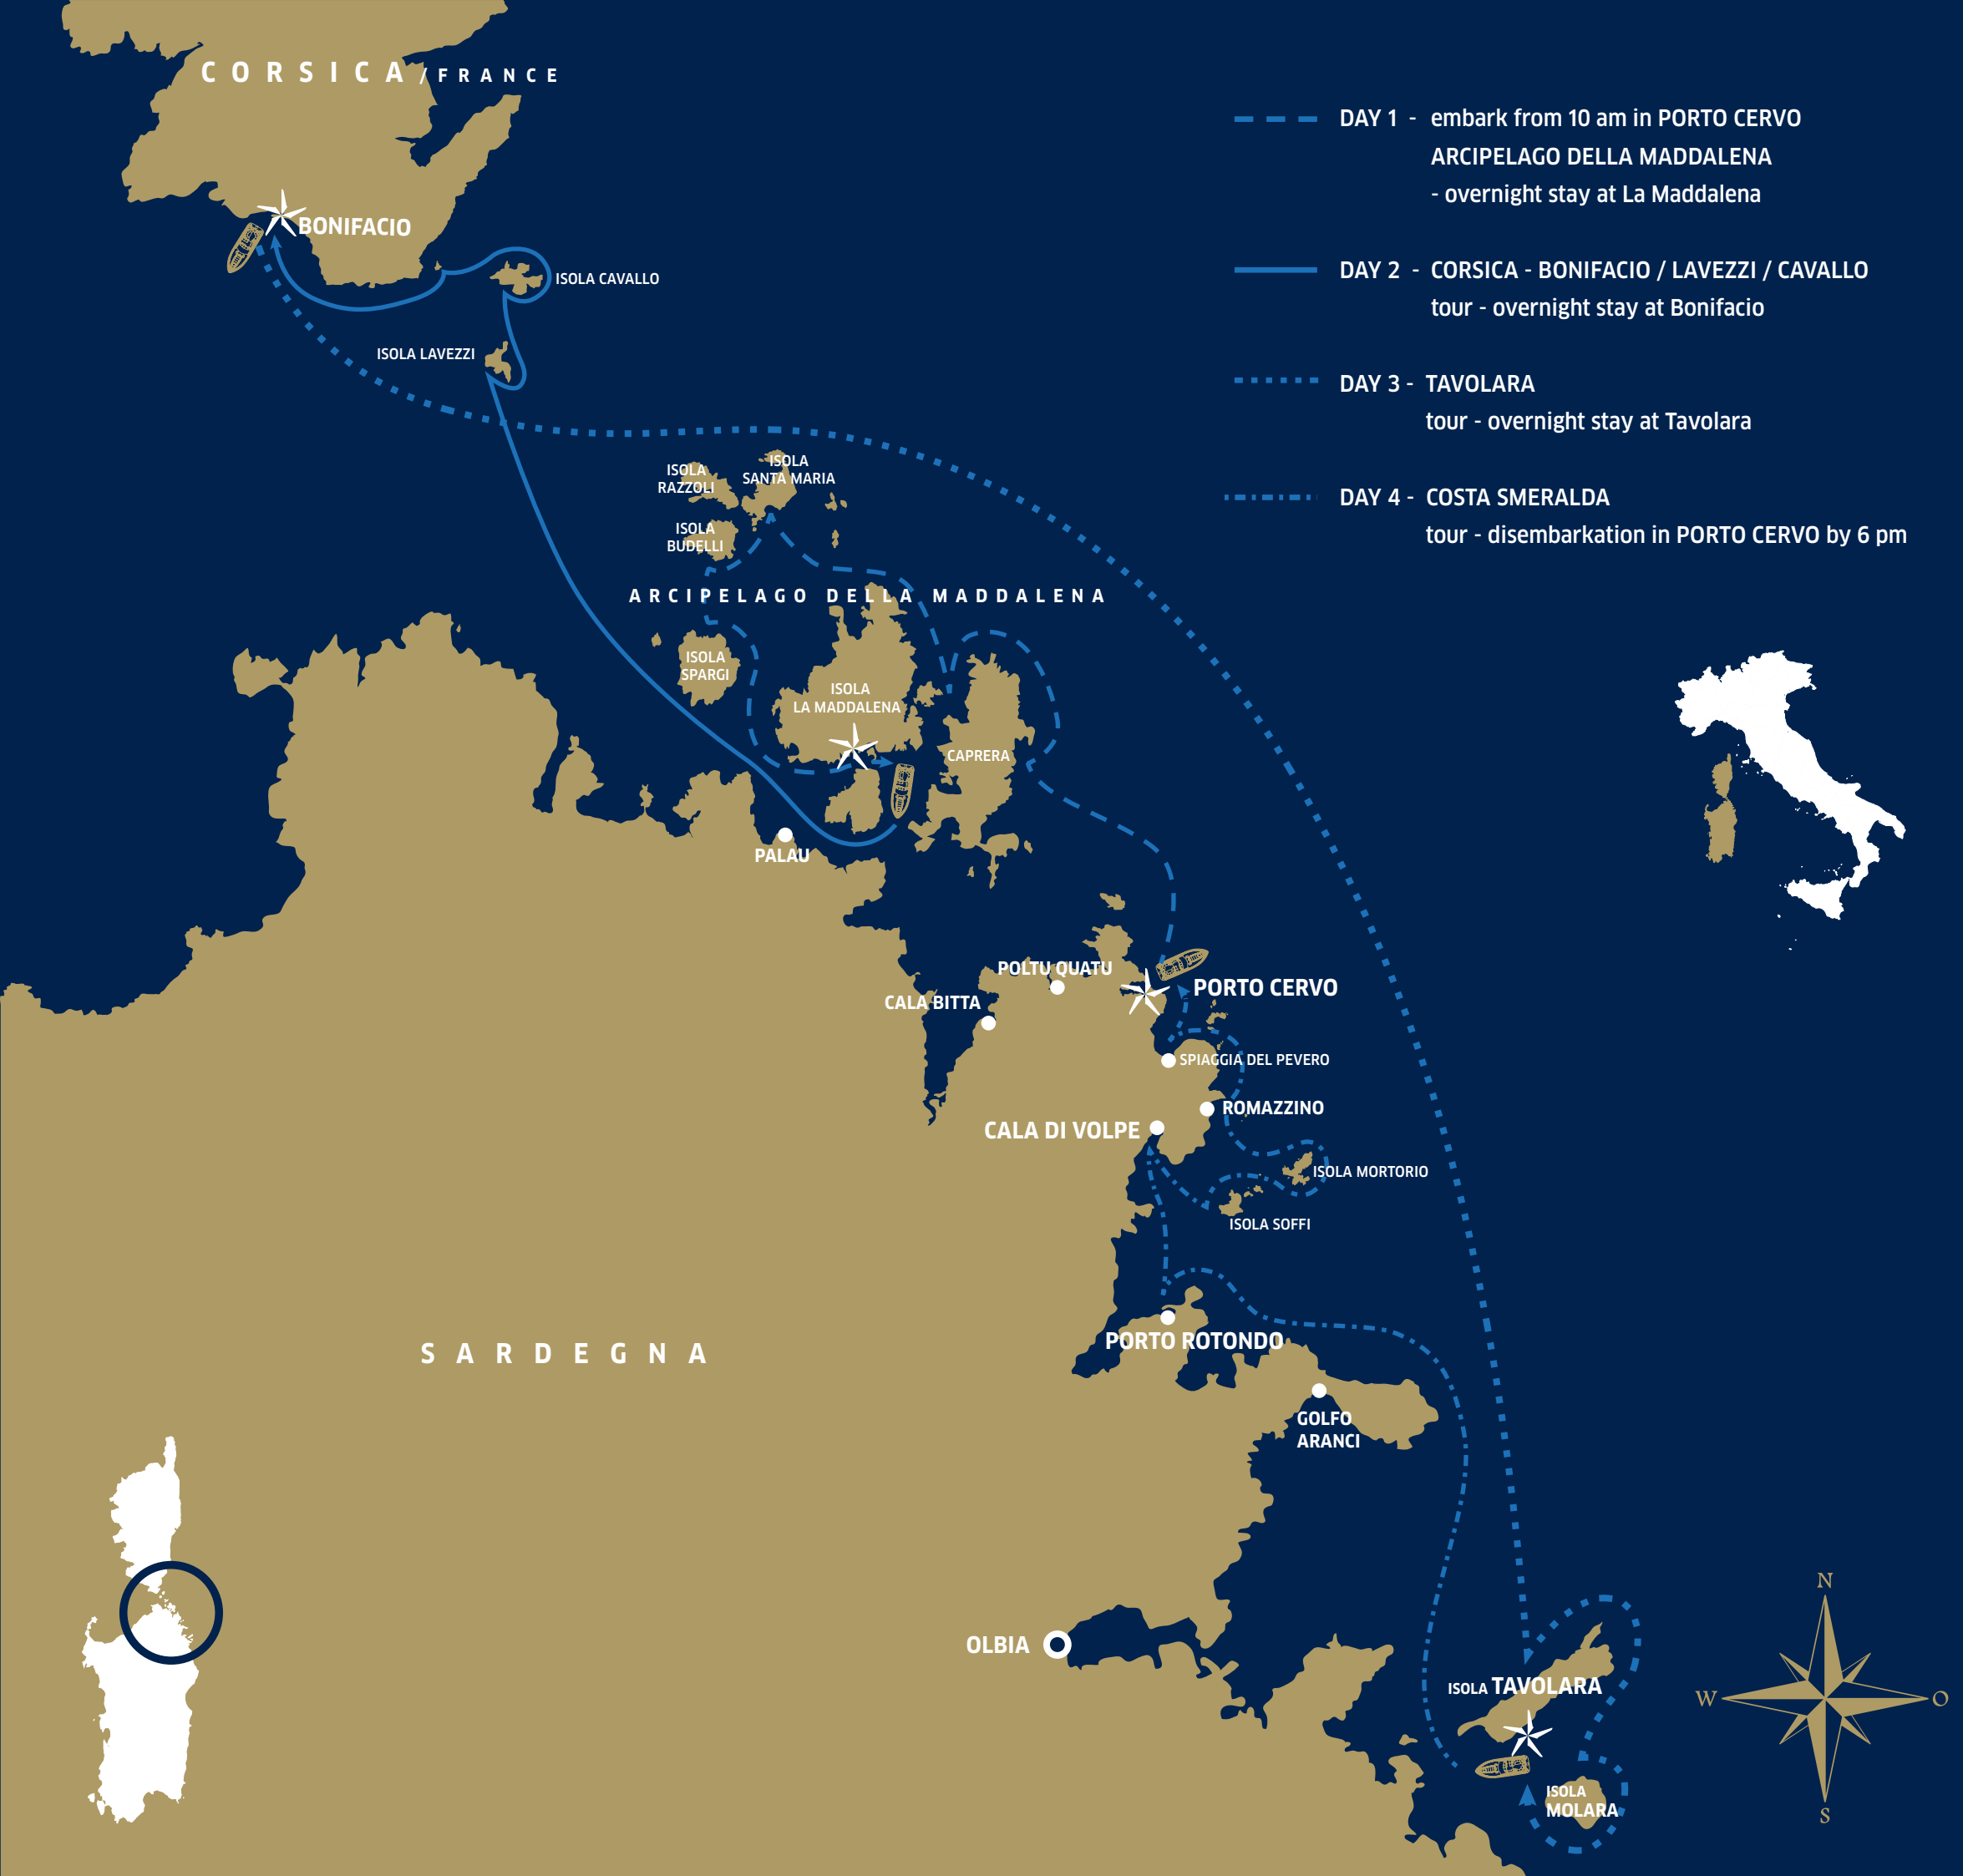 CORSICA / FRANCE
BONIFACIO
ISOLA CAVALLO
ISOLA LAVEZZI
DAY 1 - embark from 10 am in PORTO CERVO
ARCIPELAGO DELLA MADDALENA
- overnight stay at La Maddalena
DAY 2 - CORSICA - BONIFACIO / LAVEZZI / CAVALLO
tour - overnight stay at Bonifacio
DAY 3 - TAVOLARA
tour - overnight stay at Tavolara
DAY 4 - COSTA SMERALDA
tour - disembarkation in PORTO CERVO by 6 pm
ISOLA
RAZZOLI
ISOLA
SANTA MARIA
ISOLA
BUDELLI
ARCIPELAGO DELLA MADDALENA
ISOLA
SPARGI
ISOLA
LA MADDALENA
CAPRERA
PALAU
POLTU QUATU
CALA BITTA
PORTO CERVO
SPIAGGIA DEL PEVERO
ROMAZZINO
CALA DI VOLPE
ISOLA MORTORIO
ISOLA SOFFI
PORTO ROTONDO
SARDEGNA
GOLFO
ARANCI
OLBIA
ISOLA TAVOLARA
ISOLA
MOLARA
N
W
O
S